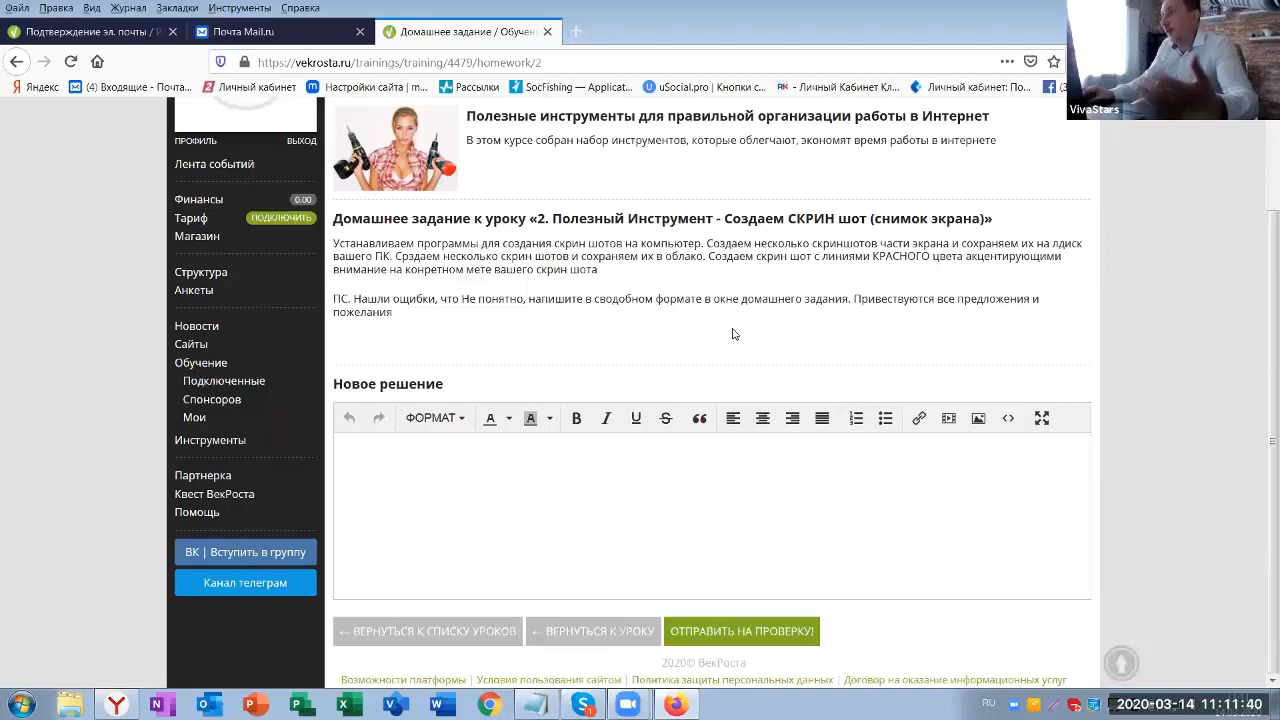 Файл Правка Вид Журнал Закладки Инструменты Справка
Подтверждение эл. почты / Р
Почта Mail.ru
Домашнее задание / Обучен
https://vekrosta.ru/trainings/training/4479/homework/2
Яндекс
(4) Входящие - Почта...
Личный кабинет
Настройки сайта | m...
Рассылки
SocFishing — Applicat...
uSocial.pro | Кнопки с...
- Личный Кабинет Кл...
Личный кабинет: По...
VivaStars
ПРОФИЛЬ ВЫХОД
Лента событий
Финансы 0.00
Тариф ПОДКЛЮЧИТЬ
Магазин
Структура
Анкеты
Новости
Сайты
Обучение
Подключенные
Спонсоров
Мои
Инструменты
Партнерка
Квест ВекРоста
Помощь
ВК | Вступить в группу
Канал телеграм
Полезные инструменты для правильной организации работы в Интернет
В этом курсе собран набор инструментов, которые облегчают, экономят время работы в интернете
Домашнее задание к уроку «2. Полезный Инструмент - Создаем СКРИН шот (снимок экрана)»
Устанавливаем программы для создания скрин шотов на компьютер. Создаем несколько скриншотов части экрана и сохраняем их на лдиск
вашего ПК. Срздаем несколько скрин шотов и сохраняем их в облако. Создаем скрин шот с линиями КРАСНОГО цвета акцентирующими
внимание на конретном мете вашего скрин шота
ПС. Нашли ошибки, что Не понятно, напишите в сводобном формате в окне домашнего задания. Привествуются все предложения и
пожелания
Новое решение
ФОРМАТ
← ВЕРНУТЬСЯ К СПИСКУ УРОКОВ
← ВЕРНУТЬСЯ К УРОКУ
ОТПРАВИТЬ НА ПРОВЕРКУ!
2020© ВекРоста
Возможности платформы | Условия пользования сайтом | Политика защиты персональных данных | Договор на оказание информационных услуг
RU
2020-03-14 11:11:40